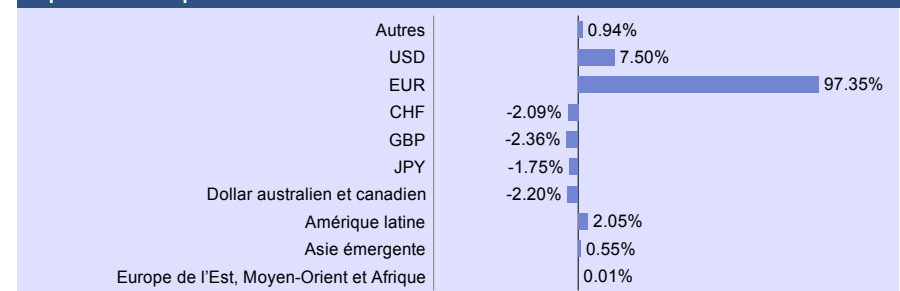 Autres 0.94%
USD 7.50%
EUR 97.35%
CHF -2.09%
GBP -2.36%
JPY -1.75%
Dollar australien et canadien -2.20%
Amérique latine 2.05%
Asie émergente 0.55%
Europe de l’Est, Moyen-Orient et Afrique 0.01%